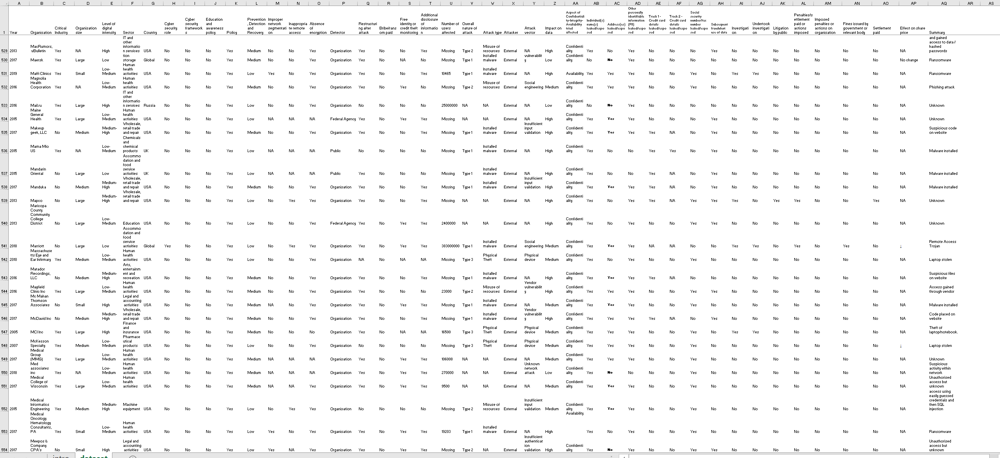 A B C D E F G H I J K L M N O P Q R S T U V W X Y Z AA AB AC AD AE AF AG AH AI AJ AK AL AM AN AO AP AQ AR AS
1 Year Organisation Critical Industry Organisation size Level of digital intensity Sector Country Cyber security role Cyber security frameworks Education and awareness policy Policy Prevention, Detection and Recovery Improper network segmentation Inappropriate remote access Absence of encryption Detector Restructuring after attack Bribe/ransom paid Free identity or credit theft monitoring Additional disclosure of information Number of users affected Overall nature of attack Attack type Attacker Attack vector Impact on data Aspect of Confidentiality-Integrity-Availability triad affected Individual(s) name(s) leaked/exposed Address(es) leaked/exposed Other personally identifiable information (PII) leaked/exposed Track 1 - Credit card details leaked/exposed Track 2 - Credit card details leaked/exposed Social security number/tax number leaked/exposed Subsequent fraudulent use of data Investigation Undertook investigation Litigation by public Penalties/settlement paid or actions imposed Imposed penalties or actions on organisation Fines issued by government or relevant body Settlement paid Effect on share price Summary
529 2013 MacRumors, vBulletin Yes NA High IT and other information services USA No No No Yes Medium No No Yes Organisation Yes No No Yes Missing Type 2 Misuse of resources External NA High Confidentiality Yes No Yes No No No Yes No No No No No No No NA and gained access to data / hashed passwords
530 2017 Maersk Yes Large Low tion storage Global No No No Yes Medium No No Yes Organisation Yes No NA No Missing Type 1 Installed malware External vulnerability Low Confidentiality No No Yes No No No No No No No No No No No No change Ransomware
531 2019 Maffi Clinics Yes Small Low-Medium Human health activities USA No No No Yes Low Yes No Yes Organisation Yes No No Yes 10465 Type 1 Installed malware External NA High Availability Yes Yes Yes No No Yes No Yes Yes No No No No No NA Ransomware
532 2016 Magnolia Health Corporation Yes NA Low-Medium Human health activities USA No No No Yes Medium No No Yes Organisation Yes No Yes No Missing Type 2 Misuse of resources External Social engineering Medium Confidentiality Yes Yes Yes No No Yes No No No No No No No No NA Phishing attack
533 2016 Mail.ru Yes Large High IT and other information services Russia No No No Yes Low No No Yes Organisation No No No No 25000000 NA NA External NA Low Confidentiality No No Yes No No No No No No No No No No No NA Unknown
534 2015 Maine General Health Yes Large Low-Medium Human health activities USA No No No Yes Low NA NA NA Federal Agency Yes No Yes Yes Missing NA NA External NA High Confidentiality Yes Yes Yes No No No Yes No No No No No No No NA Unknown
535 2017 Makeup geek, LLC No Medium Medium-High Wholesale, retail trade and repair USA No No No Yes Medium No No Yes Organisation Yes No No Yes Missing Type 1 Installed malware External Insufficient input validation High Confidentiality Yes Yes Yes Yes NA No Yes No No No No No No No NA Suspicious code on website
536 2015 Mama Mio US Yes NA Low-Medium Chemicals and chemical products UK No No No Yes Low NA NA NA Public No No No No Missing Type 1 Installed malware External NA High Confidentiality Yes No No Yes Yes No Yes No No No No No No No NA Malware installed
537 2015 Mandarin Oriental No Large Low Accommodation and food service activities UK No No No Yes Low NA NA NA Public Yes No No No Missing Type 1 Installed malware External NA High Confidentiality Yes No No Yes NA No Yes No No No No No No No NA Malware installed
538 2017 Manduka No Medium Medium-High Wholesale, retail trade and repair USA No No No Yes Medium No No Yes Organisation Yes No No Yes Missing Type 1 Installed malware External Insufficient input validation High Confidentiality Yes Yes Yes Yes NA No Yes No No No No No No No NA Malware installed
539 2013 Mapco No Large Medium-High Wholesale, retail trade and repair USA No No No Yes Low No Yes Yes Organisation Yes No No Yes Missing NA NA External NA High Confidentiality Yes No Yes Yes NA Yes Yes Yes No Yes Yes No No Yes NA Unknown
540 2013 Maricopa County Community College District No Large Low-Medium Education USA No No No Yes Low No No Yes Federal Agency Yes No Yes Yes 2400000 NA NA External NA High Confidentiality Yes No Yes No No Yes Yes No No No No No No No NA Unknown
541 2018 Marriott No Large Low Accommodation and food service activities Global Yes No No Yes Low No Yes Yes Organisation Yes No Yes Yes 383000000 Type 1 Installed malware External Social engineering Medium Confidentiality Yes Yes Yes NA NA No No Yes Yes No Yes No Yes No ↓ Remote Access Trojan
542 2010 Massachusetts Eye and Ear Infirmary Yes Medium Low-Medium Human health activities USA No No No Yes Low No No Yes Organisation NA No NA NA Missing Type 3 Physical Theft External Physical device Medium Confidentiality Yes No Yes No No Yes No No No No No No No No NA Laptop stolen
543 2016 Matador Recordings, LLC No Medium Medium-High Arts, entertainment and recreation USA No No No Yes Medium No No Yes Organisation Yes No No Yes Missing Type 1 Installed malware External NA High Confidentiality Yes Yes Yes Yes NA No No No No No No No No No NA Suspicious files on website
544 2016 Mayfield Clinic Inc Yes Large Low-Medium Human health activities USA No No No Yes Medium No No Yes Organisation Yes No No No 23000 Type 2 Misuse of resources External Vendor vulnerability High Confidentiality Yes Yes Yes No No Yes Yes No No No No No No No NA Access gained through vendor
545 2017 Mc Mahan Thomson Associates No Small High Legal and accounting activities USA No No No Yes Medium NA No Yes Organisation Yes No Yes Yes Missing Type 1 Installed malware External NA Medium Confidentiality Yes Yes Yes No No Yes No No No No No No No No NA Malware installed
546 2017 McDavid Inc No Medium Medium-High Wholesale, retail trade and repair USA No No No Yes Medium No No Yes Organisation Yes No No Yes Missing Type 1 Installed malware External Vendor vulnerability High Confidentiality Yes Yes Yes Yes NA No Yes No No No No No No No NA Code placed on website
547 2005 MCI Inc Yes Large High Finance and insurance USA No No No Yes Medium No No No Organisation Yes No NA NA 16500 Type 3 Physical Theft External Physical device Medium Confidentiality Yes Yes Yes No No Yes No Yes Yes No No No No No NA Theft of laptop/notebook.
548 2007 McKesson Specialty Yes Medium Low-Medium Pharmaceutical products USA No No No Yes Low No No Yes Organisation No No No No Missing Type 3 Physical Theft External Physical device Medium Confidentiality Yes Yes Yes No No Yes No No No No No No No No ↓ Laptop stolen
549 2017 Medical Group (MMG) Yes Large Low-Medium Human health activities USA No No No Yes Medium NA NA NA Organisation Yes No Yes Yes 106008 NA NA External NA Medium Confidentiality Yes Yes Yes No No Yes No No No No No No No No NA Unknown
550 2018 Med associates inc Yes NA Low-Medium Human health activities USA No No No Yes Medium NA NA NA Organisation Yes No Yes Yes 270000 NA NA External Unknown network attack Low Confidentiality Yes No No No No Yes No No No No No No No No NA Suspicious activity within network
551 2017 Medical College of Wisconsin Yes Large Low-Medium Human health activities USA No No No Yes Medium NA NA Yes Organisation Yes No Yes Yes 9500 NA NA External NA Medium Confidentiality Yes Yes Yes No No Yes No No No No No No No No NA Unauthorised access but unknown
552 2015 Medical Informatics Engineering Yes Medium Medium-High Machine equipment USA No No No Yes Low No Yes Yes Organisation No No No No Missing Type 2 Misuse of resources External Insufficient input validation Medium Confidentiality Yes Yes Yes No No Yes No No No No No No No No NA access using easily guessed credentials and then SQL injection
553 2017 Medical Oncology Hematology Consultants, PA Yes Small Low-Medium Human health activities USA No No No Yes Low Yes No Yes Organisation Yes No Yes Yes 19203 Type 1 Installed malware External NA High Availability Yes No Yes No No Yes No No No No No No No No NA Ransomware
554 2017 Meepos & Company CPA's No Small High Legal and accounting activities USA No No No Yes Low Yes NA Yes Organisation Yes No Yes Yes Missing Type 2 NA External Insufficient authentication validation High Confidentiality Yes No Yes No No Yes Yes No No No No No No No NA Unauthorised access but unknown
intro dataset